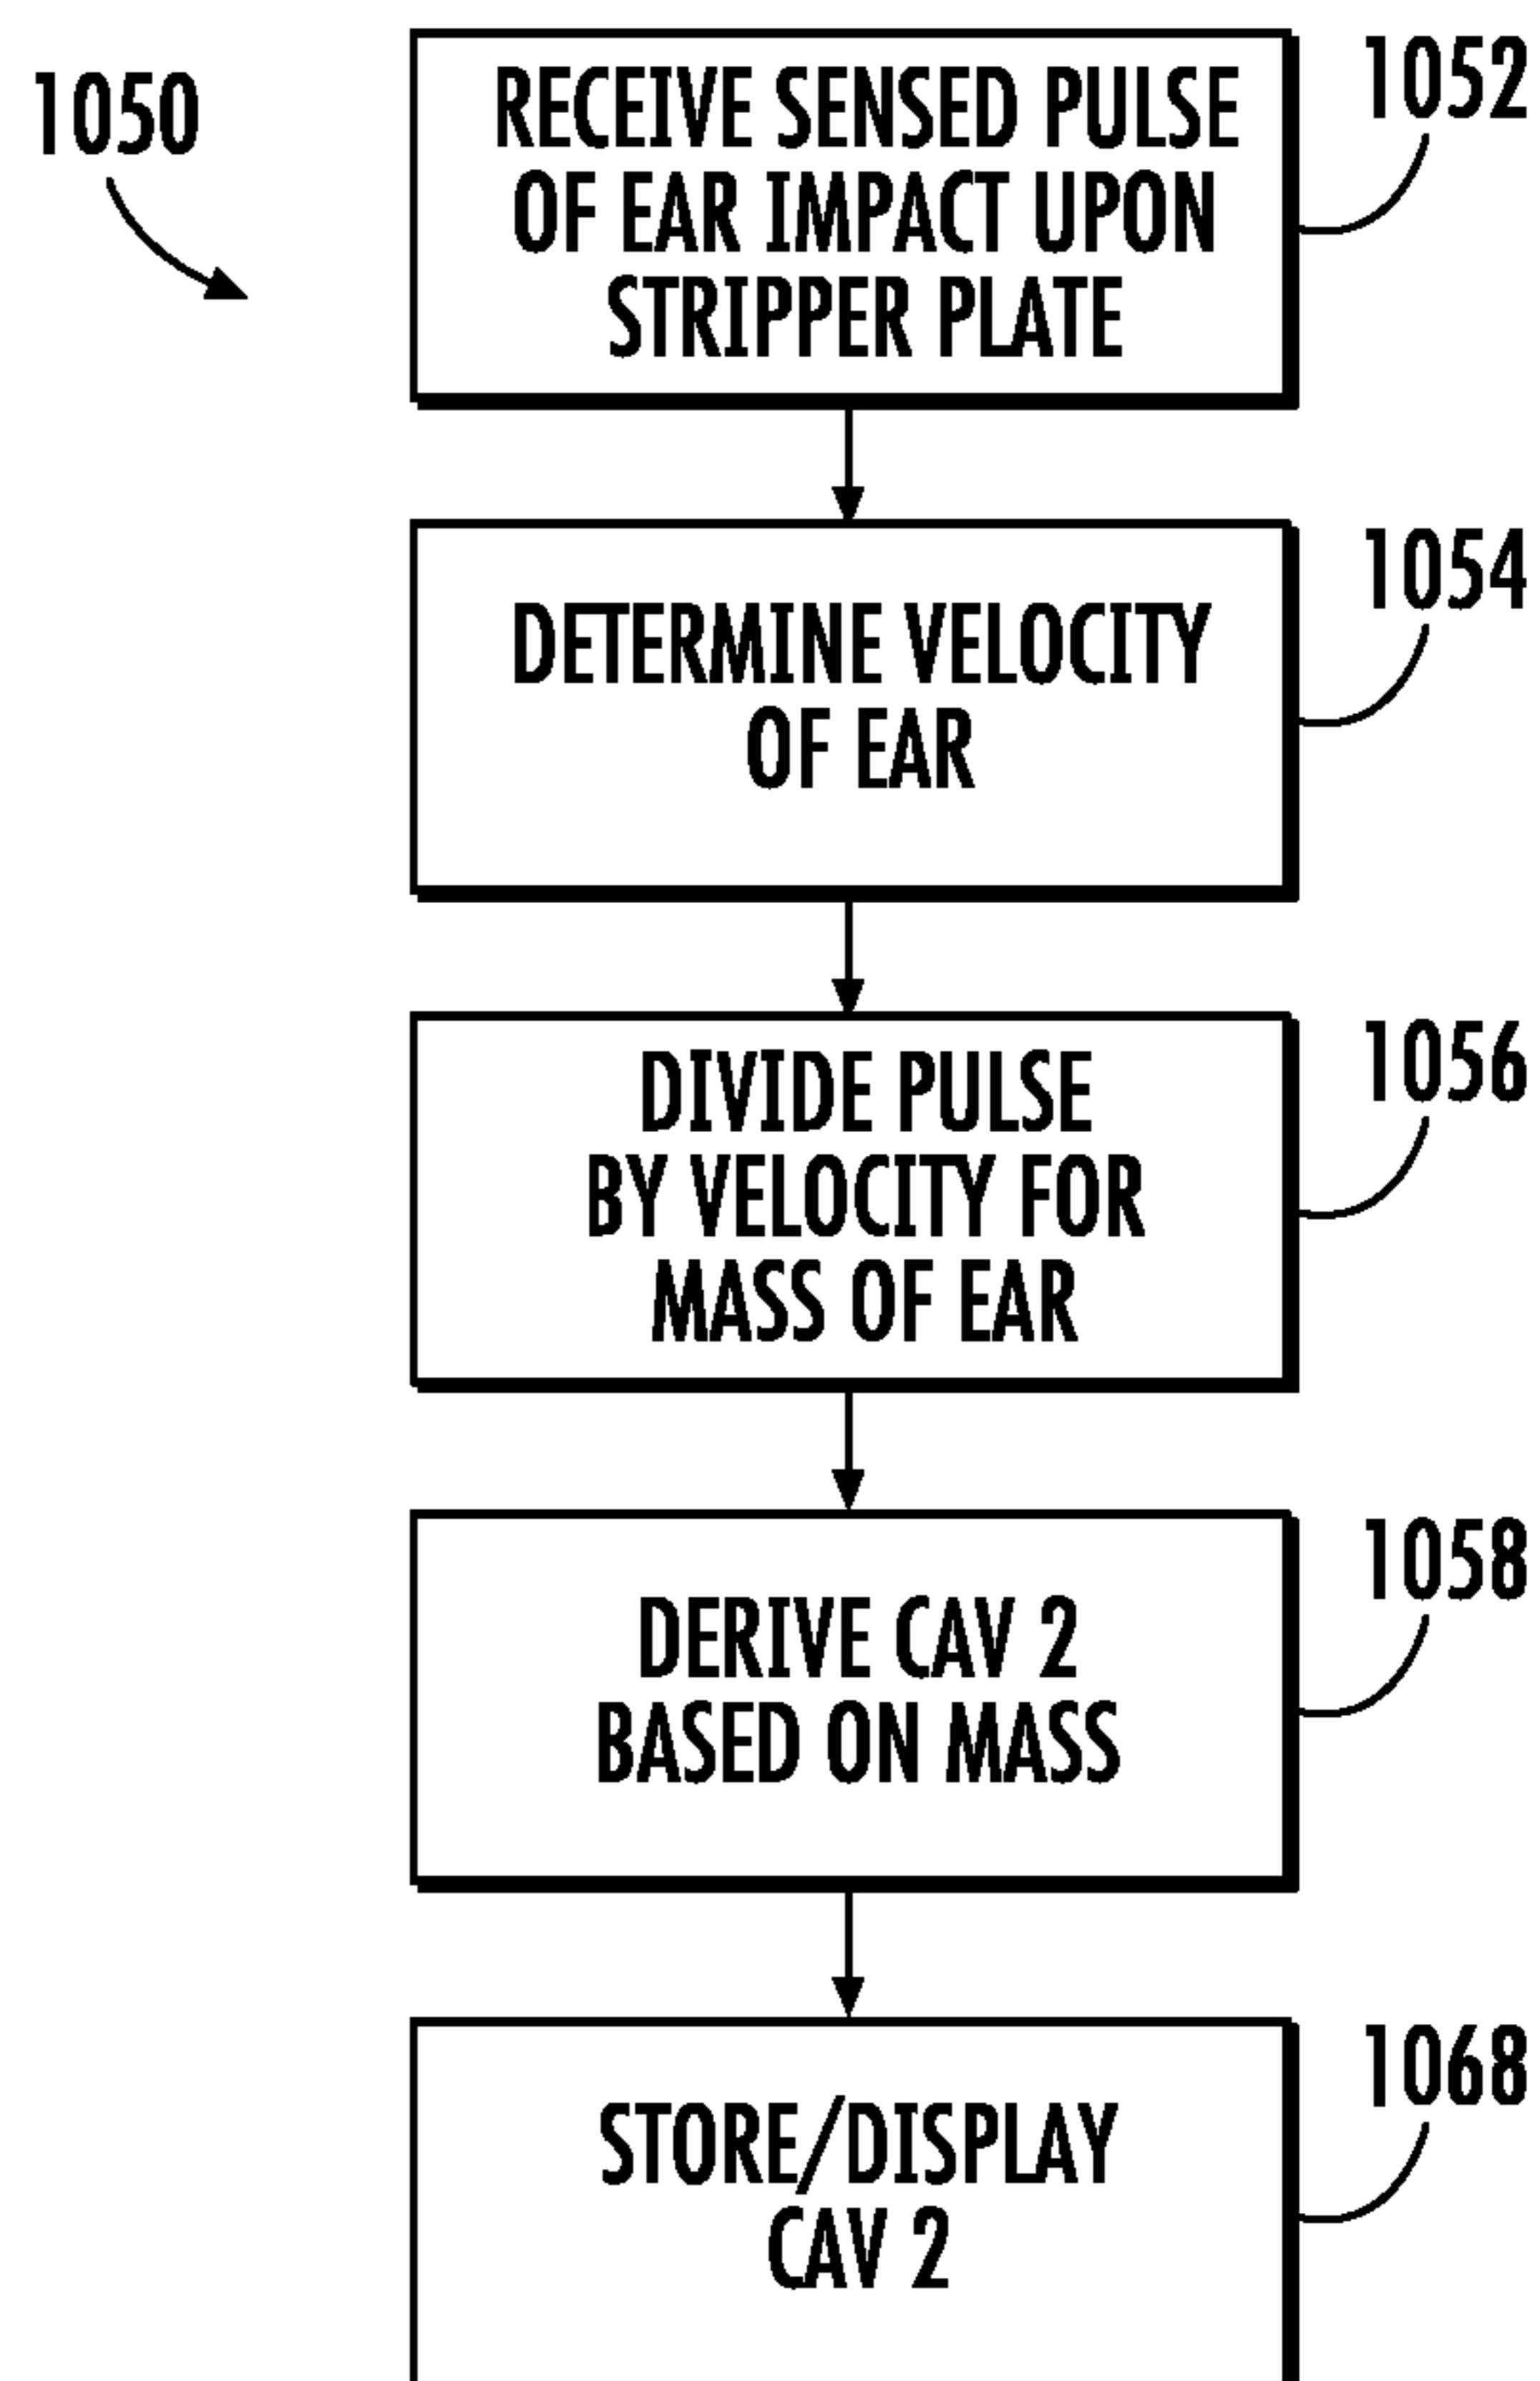 1050
RECEIVE SENSED PULSE
OF EAR IMPACT UPON
STRIPPER PLATE
1052
DETERMINE VELOCITY
OF EAR
1054
DIVIDE PULSE
BY VELOCITY FOR
MASS OF EAR
1056
DERIVE CAV 2
BASED ON MASS
1058
STORE/DISPLAY
CAV 2
1068